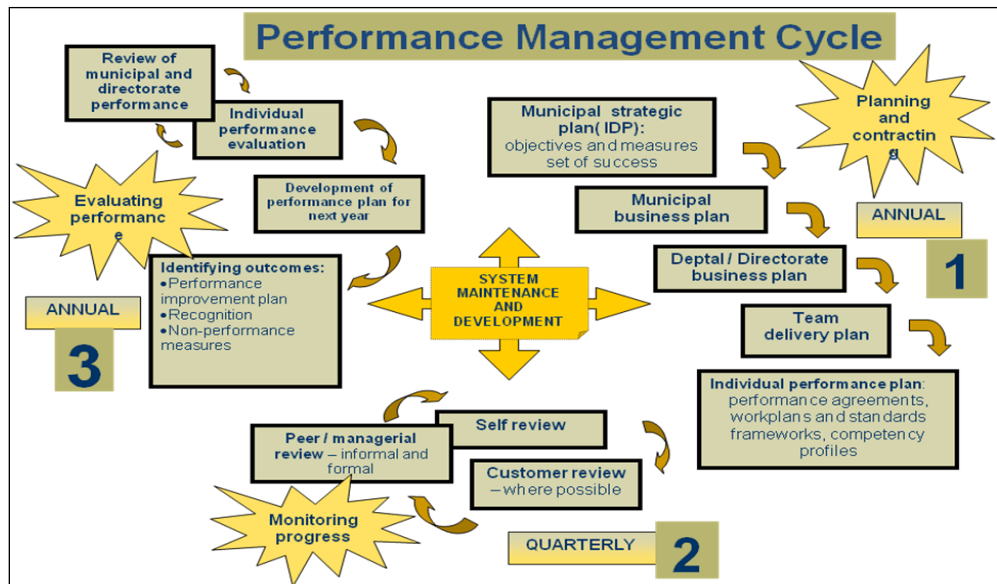 Performance Management Cycle
Review of
municipal and
directorate
performance
Individual
performance
evaluation
Development of
performance plan for
next year
Evaluating
performanc
e
Identifying outcomes:
•Performance
improvement plan
•Recognition
•Non-performance
measures
ANNUAL
3
Municipal strategic
plan( IDP):
objectives and measures
set of success
Planning
and
contractin
g
Municipal
business plan
ANNUAL
1
Deptal / Directorate
business plan
Team
delivery plan
Individual performance plan:
performance agreements,
workplans and standards
frameworks, competency
profiles
SYSTEM
MAINTENANCE
AND
DEVELOPMENT
Self review
Peer / managerial
review – informal and
formal
Customer review
–where possible
Monitoring
progress
QUARTERLY
2